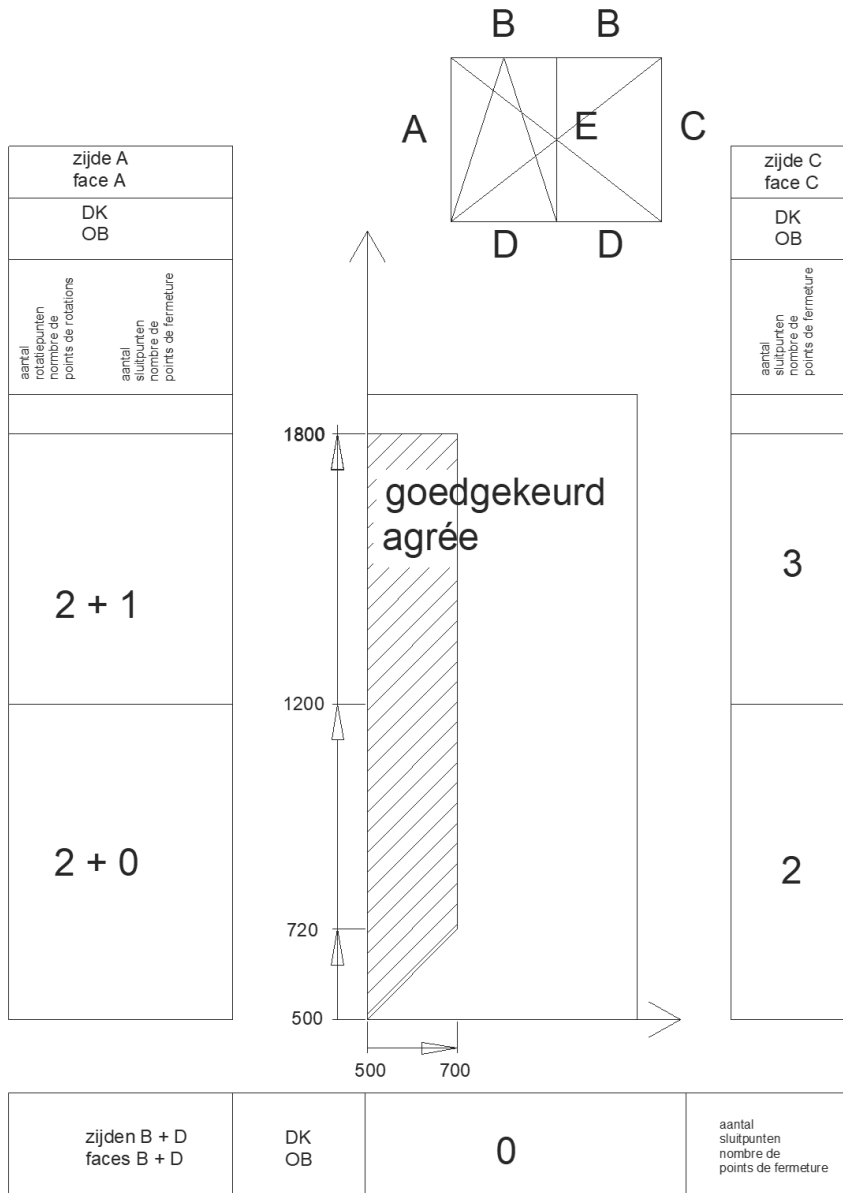 B B
A E C
D D
zijde A
face A
DK
OB
aantal
rotatiepunten
normbre de
points de rotations
aantal
sluitpunten
nombre de
points de fermeture
2 + 1
2 + 0
1800
1200
720
500
goedgekeurd
agrée
500 700
zijde C
face C
DK
OB
aantal
sluitpunten
nombre de
points de fermeture
3
2
zijden B + D
faces B + D
DK
OB
0
aantal
sluitpunten
nombre de
points de fermeture